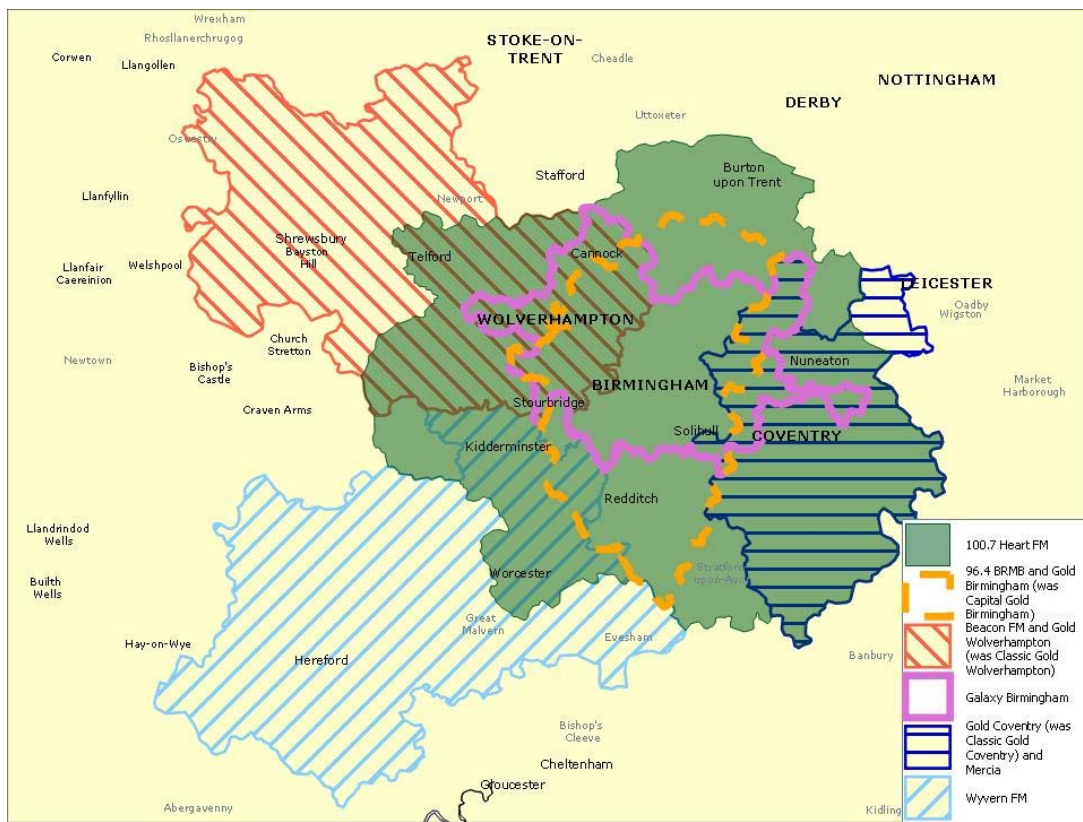 Wrexham
Rhosllanerchrugog
STOKE-ON-
TRENT
Corwen
Llangollen
Cheadle
NOTTINGHAM
DERBY
Uttoxeter
Oswestry
Stafford
Burton
upon Trent
Llanfyllin
Newport
Shrewsbury
Bayston
Hill
Telford
Cannock
Llanfair
Caereinion
Welshpool
LEICESTER
Oadby
Wigston
WOLVERHAMPTON
Church
Stretton
Newtown
Bishop's
Castle
Nuneaton
BIRMINGHAM
Market
Harborough
Craven Arms
Stourbridge
Solihull
COVENTRY
Kidderminster
Redditch
Llandrindod
Wells
Worcester
Stratford
upon-Avon
Builth
Wells
Great
Malvern
Evesham
Hay-on-Wye
Hereford
Banbury
Bishop's
Cleeve
Cheltenham
Gloucester
Abergavenny
Kidling
100.7 Heart FM
96.4 BRMB and Gold
Birmingham (was
Capital Gold
Birmingham)
Beacon FM and Gold
Wolverhampton
(was Classic Gold
Wolverhampton)
Galaxy Birmingham
Gold Coventry (was
Classic Gold
Coventry) and
Mercia
Wyvern FM